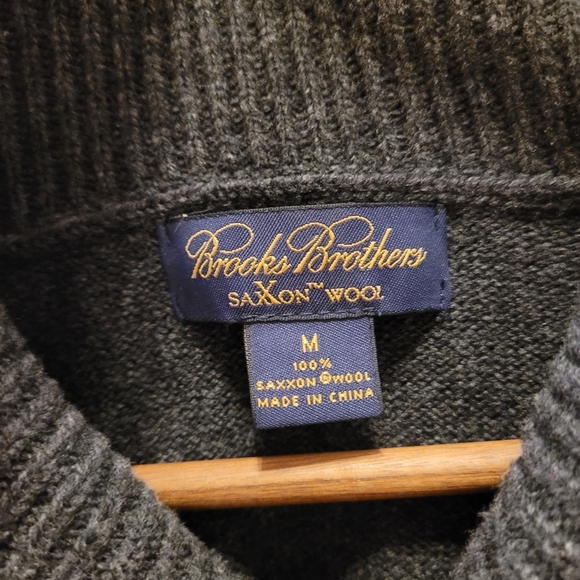 Brooks Brothers
SAXXON™ WOOL
M
100%
SAXXON ® WOOL
MADE IN CHINA